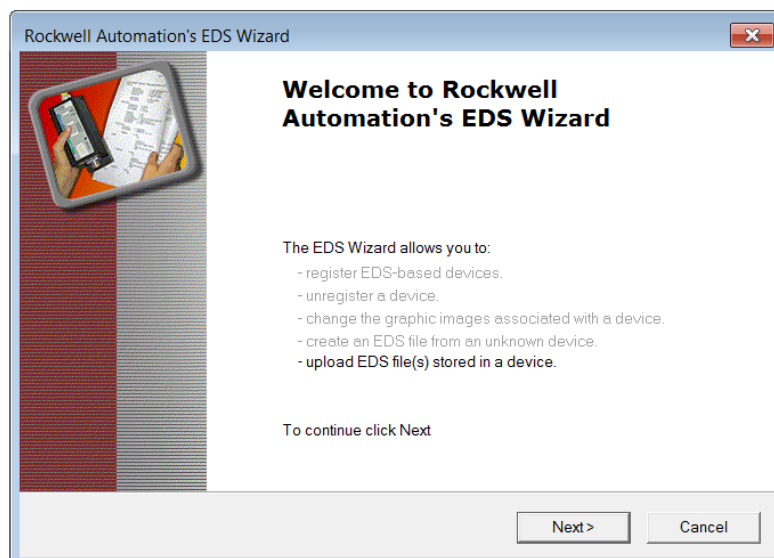 Rockwell Automation's EDS Wizard
Welcome to Rockwell
Automation's EDS Wizard
The EDS Wizard allows you to:
- register EDS-based devices.
- unregister a device.
- change the graphic images associated with a device.
- create an EDS file from an unknown device.
- upload EDS file(s) stored in a device.
To continue click Next
Next >
Cancel